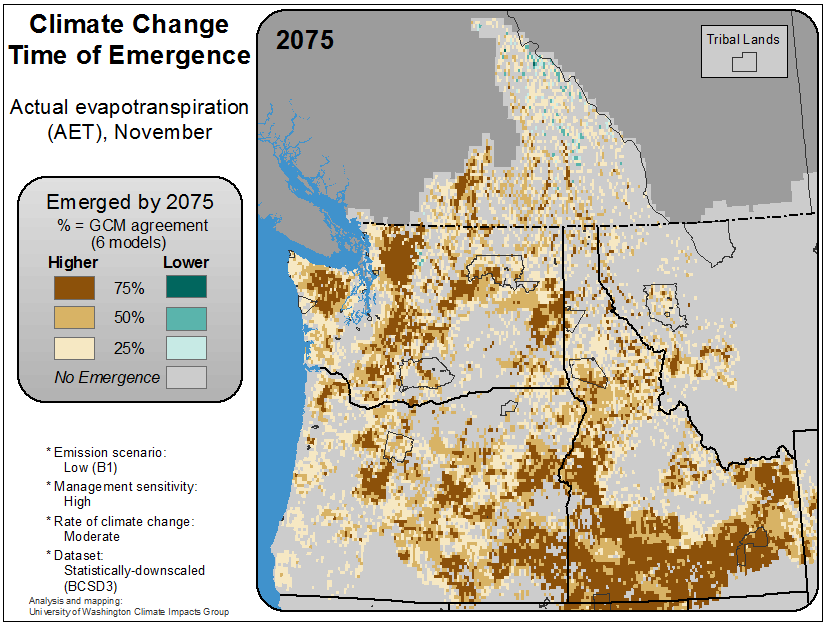 Climate Change
Time of Emergence
Actual evapotranspiration
(AET), November
Emerged by 2075
% = GCM agreement
(6 models)
Higher Lower
75%
50%
25%
No Emergence
* Emission scenario:
Low (B1)
* Management sensitivity:
High
* Rate of climate change:
Moderate
* Dataset:
Statistically-downscaled
(BCSD3)
Analysis and mapping:
University of Washington Climate Impacts Group
2075
Tribal Lands